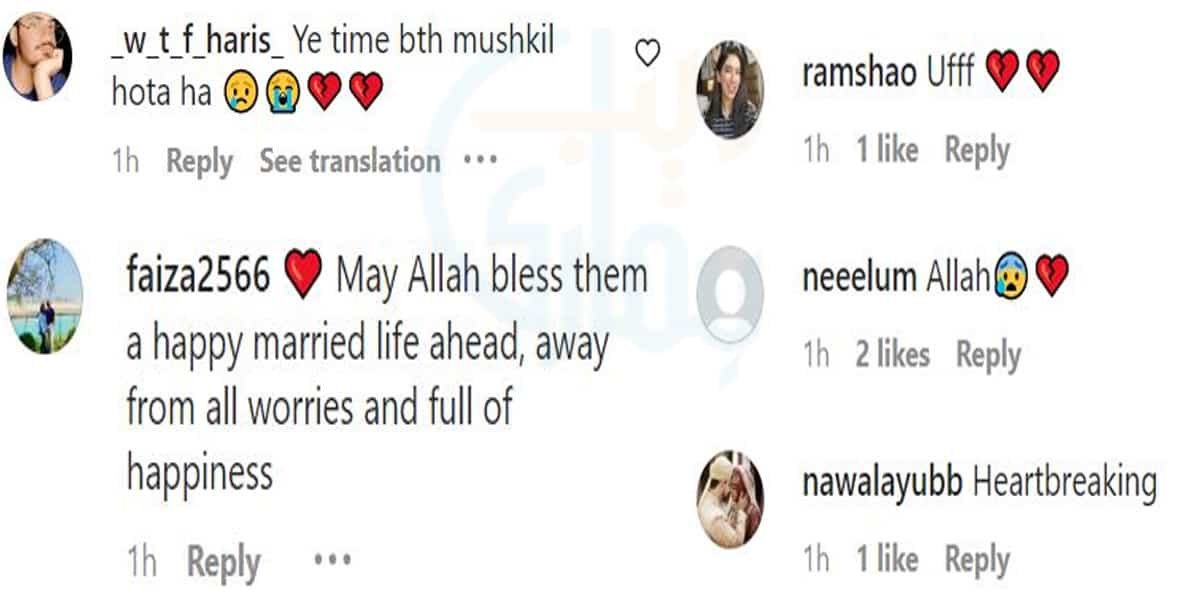 _w_t_f_haris_ Ye time bth mushkil
hota ha 😢😭💔💔
1h Reply See translation •••
faiza2566 ❤️ May Allah bless them
a happy married life ahead, away
from all worries and full of
happiness
1h Reply •••
ramshao Ufff 💔💔
1h 1 like Reply
neeelum Allah😰💔
1h 2 likes Reply
nawalayubb Heartbreaking
1h 1 like Reply